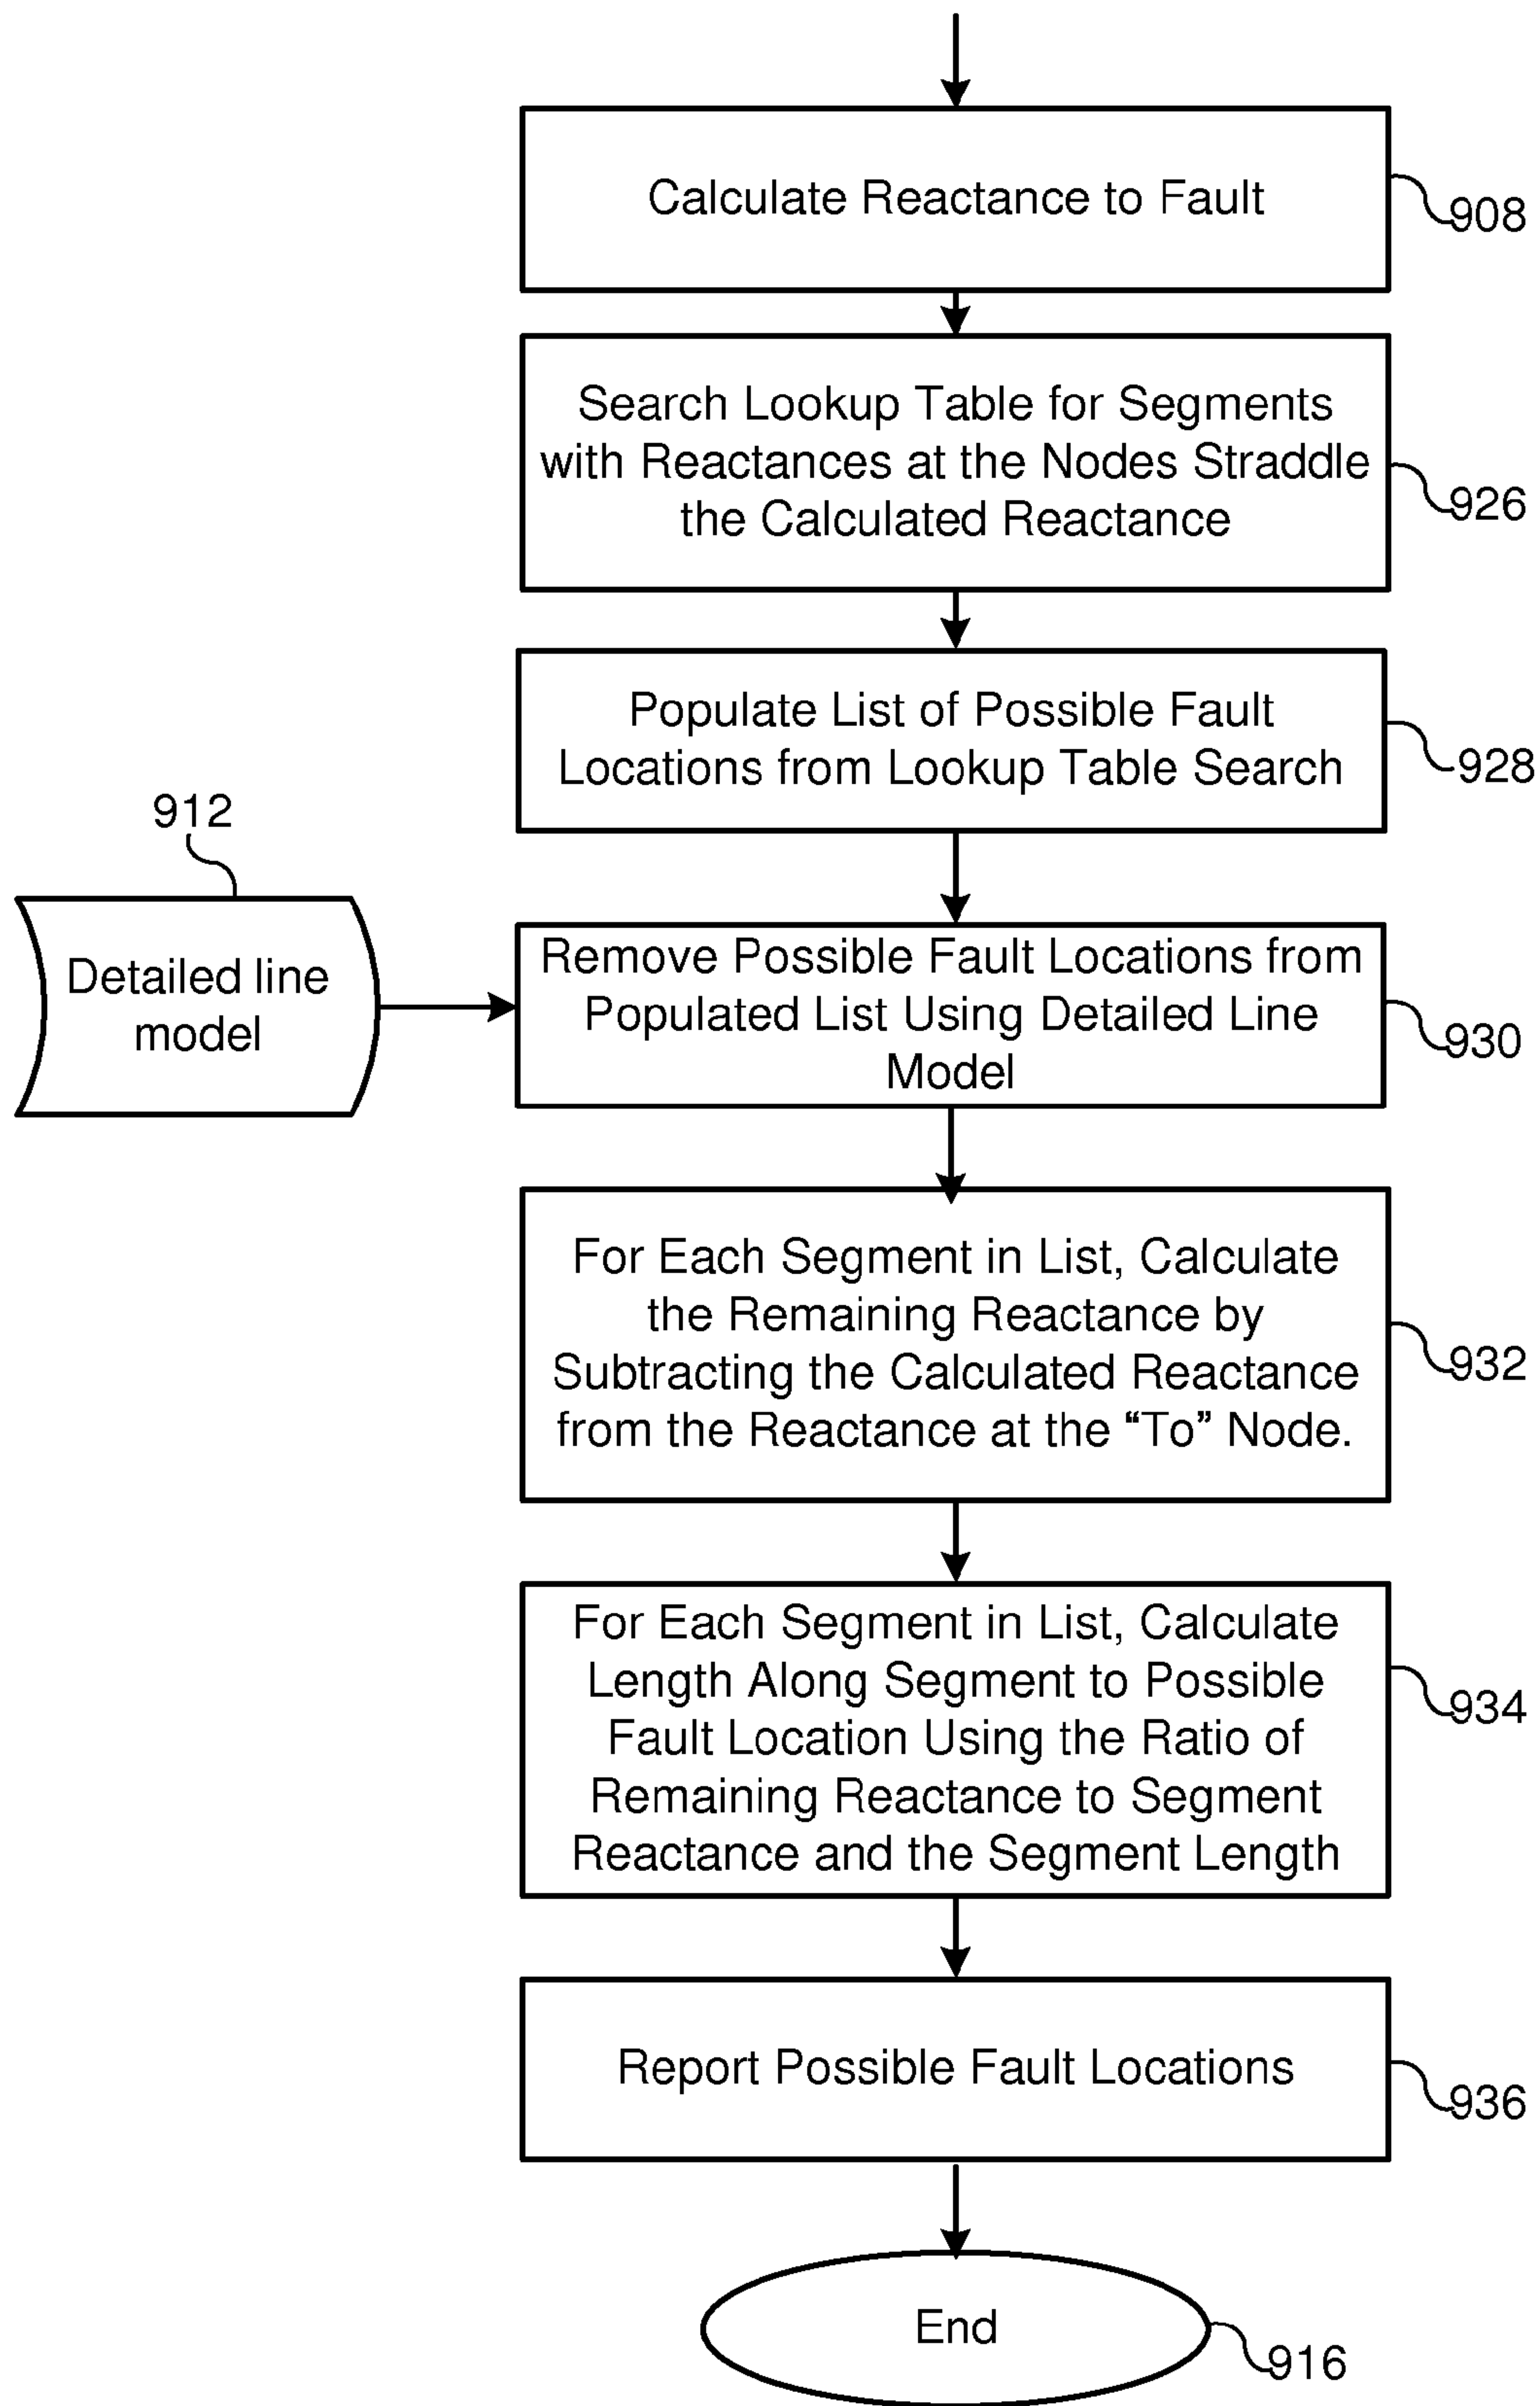 Calculate Reactance to Fault
908
Search Lookup Table for Segments
with Reactances at the Nodes Straddle
the Calculated Reactance
926
Populate List of Possible Fault
Locations from Lookup Table Search
928
912
Detailed line
model
Remove Possible Fault Locations from
Populated List Using Detailed Line
Model
930
For Each Segment in List, Calculate
the Remaining Reactance by
Subtracting the Calculated Reactance
from the Reactance at the “To” Node.
932
For Each Segment in List, Calculate
Length Along Segment to Possible
Fault Location Using the Ratio of
Remaining Reactance to Segment
Reactance and the Segment Length
934
Report Possible Fault Locations
936
End
916